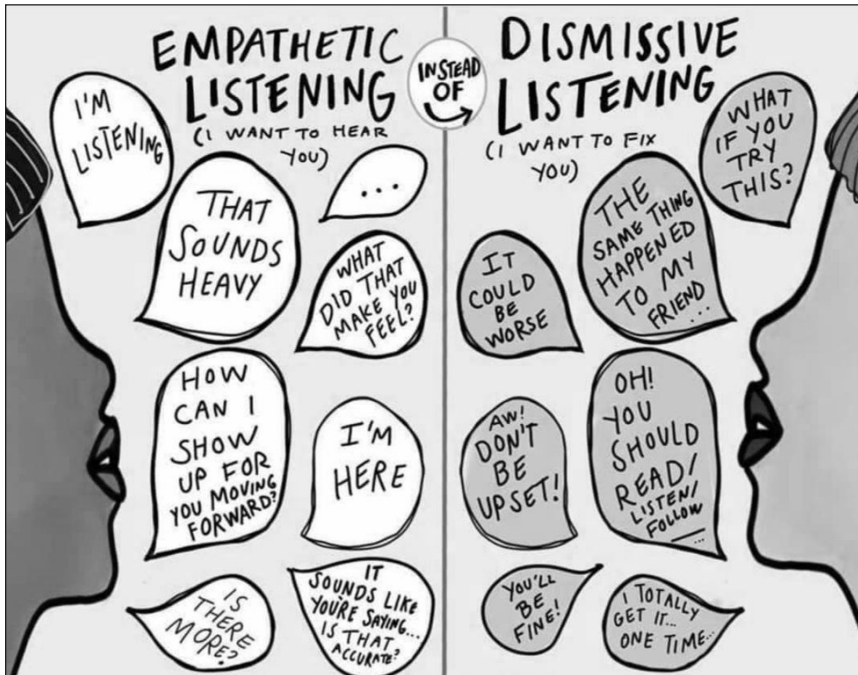 EMPATHETIC
LISTENING
(I WANT TO HEAR
YOU)
I'M
LISTENING
THAT
SOUNDS
HEAVY
...
WHAT
DID THAT
MAKE YOU
FEEL?
HOW
CAN I
SHOW
UP FOR
YOU MOVING
FORWARD?
I'M
HERE
IS
THERE
MORE?
IT
SOUNDS LIKE
YOU'RE SAYING...
IS THAT
ACCURATE?
INSTEAD
OF
DISMISSIVE
LISTENING
(I WANT TO FIX
YOU)
WHAT
IF YOU
TRY
THIS?
THE
SAME THING
HAPPENED
TO MY
FRIEND
...
IT
COULD
BE
WORSE
AW!
DON'T
BE
UPSET!
OH!
YOU
SHOULD
READ/
LISTEN/
FOLLOW
...
YOU'LL
BE
FINE!
I TOTALLY
GET IT...
ONE TIME...